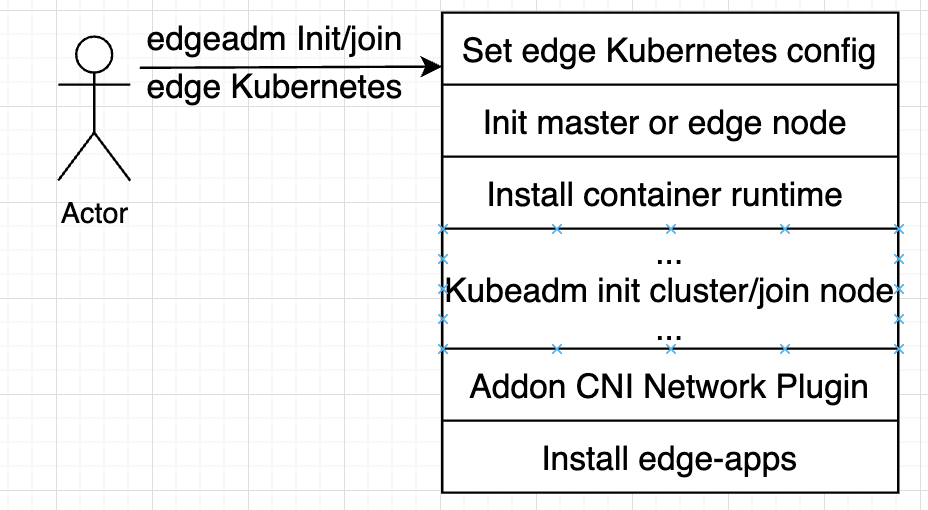 edgeadm Init/join
edge Kubernetes
Actor
Set edge Kubernetes config
Init master or edge node
Install container runtime
...
Kubeadm init cluster/join node
...
Addon CNI Network Plugin
Install edge-apps